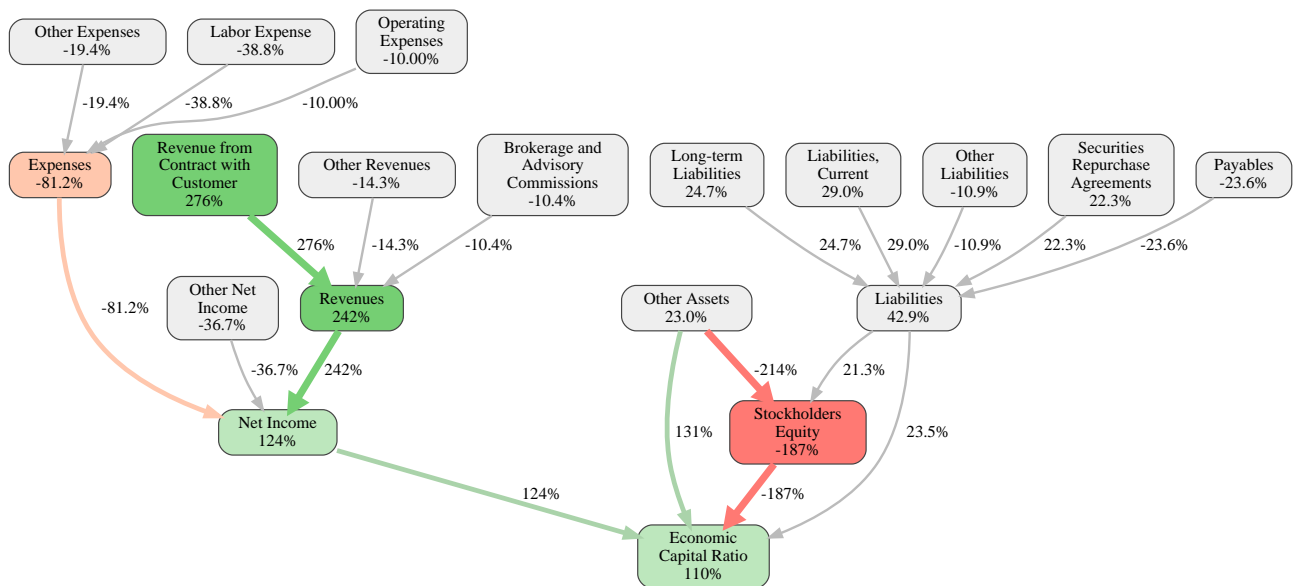 Other Expenses
-19.4%
Labor Expense
-38.8%
Operating
Expenses
-10.00%
-19.4%
-38.8%
-10.00%
Expenses
-81.2%
Revenue from
Contract with
Customer
276%
Other Revenues
-14.3%
Brokerage and
Advisory
Commissions
-10.4%
Long-term
Liabilities
24.7%
Liabilities,
Current
29.0%
Other
Liabilities
-10.9%
Securities
Repurchase
Agreements
22.3%
Payables
-23.6%
276%
-14.3%
-10.4%
24.7%
29.0%
-10.9%
22.3%
-23.6%
-81.2%
Other Net
Income
-36.7%
Revenues
242%
Other Assets
23.0%
Liabilities
42.9%
-36.7%
242%
-214%
21.3%
Net Income
124%
131%
Stockholders
Equity
-187%
23.5%
124%
-187%
Economic
Capital Ratio
110%